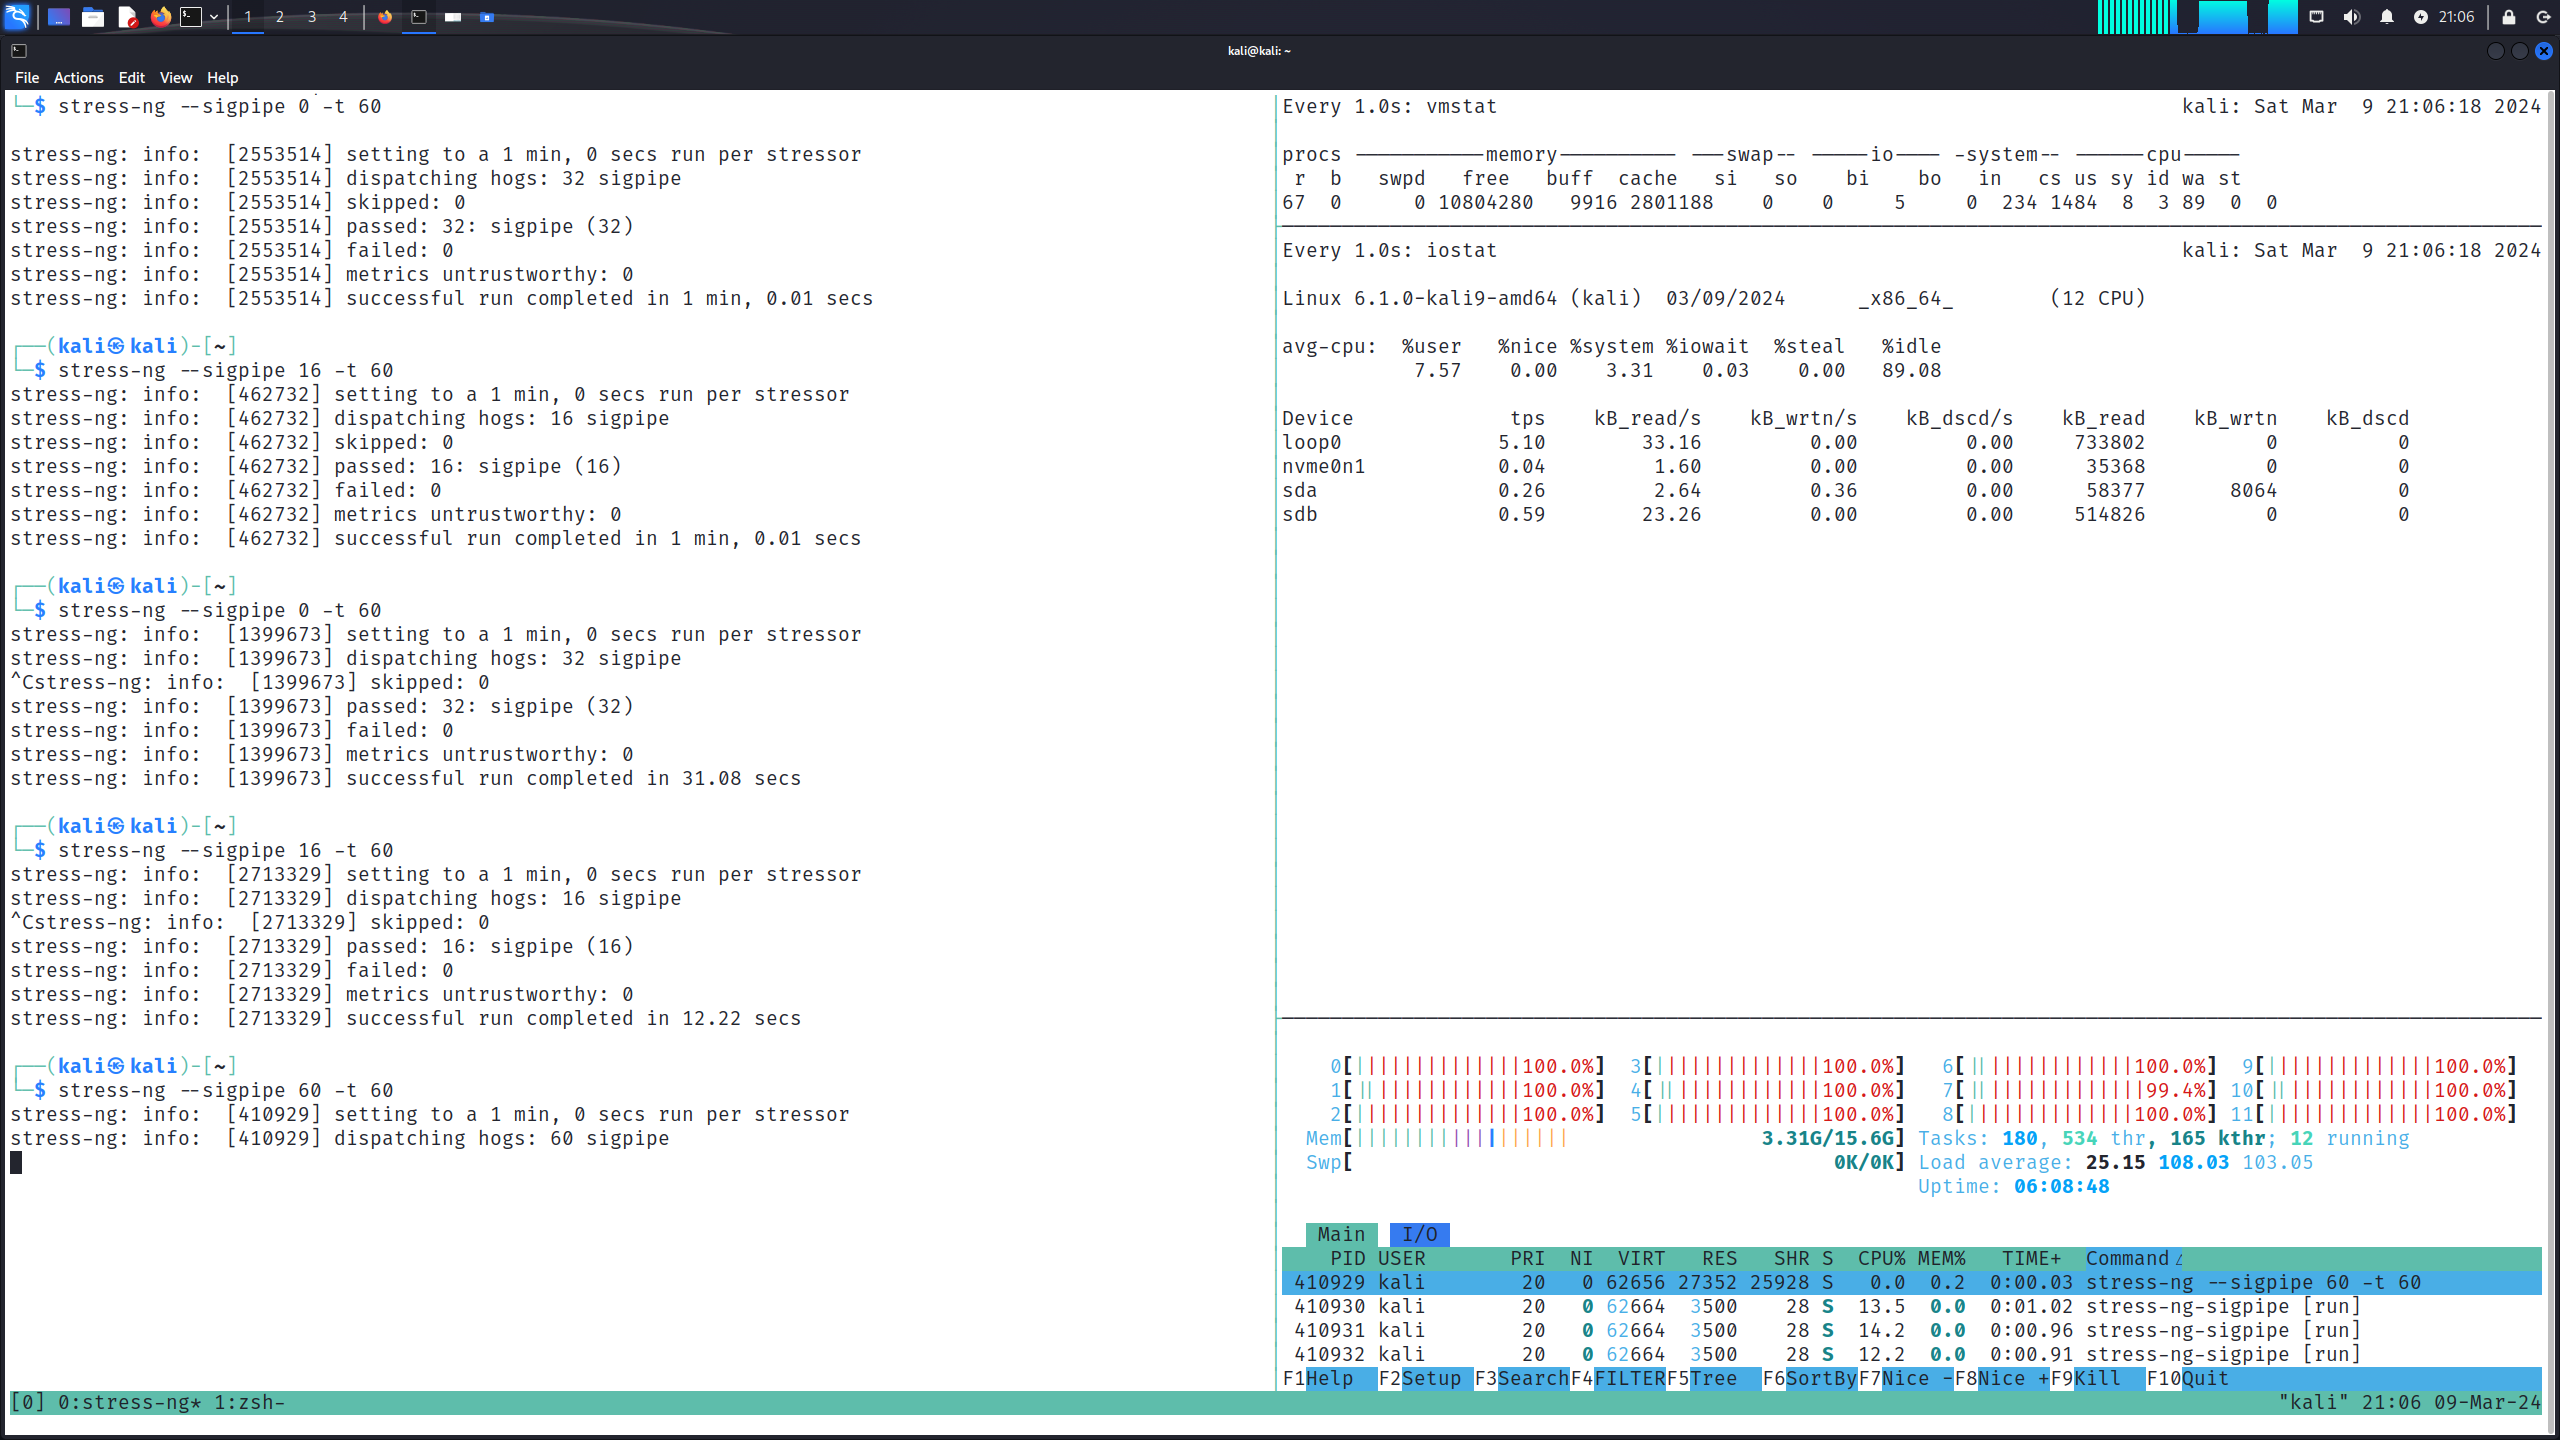 1 2 3 4
21:06
kali@kali: ~
File Actions Edit View Help
└─$ stress-ng --sigpipe 0 -t 60
stress-ng: info:  [2553514] setting to a 1 min, 0 secs run per stressor
stress-ng: info:  [2553514] dispatching hogs: 32 sigpipe
stress-ng: info:  [2553514] skipped: 0
stress-ng: info:  [2553514] passed: 32: sigpipe (32)
stress-ng: info:  [2553514] failed: 0
stress-ng: info:  [2553514] metrics untrustworthy: 0
stress-ng: info:  [2553514] successful run completed in 1 min, 0.01 secs
┌──(kali㉿kali)-[~]
└─$ stress-ng --sigpipe 16 -t 60
stress-ng: info:  [462732] setting to a 1 min, 0 secs run per stressor
stress-ng: info:  [462732] dispatching hogs: 16 sigpipe
stress-ng: info:  [462732] skipped: 0
stress-ng: info:  [462732] passed: 16: sigpipe (16)
stress-ng: info:  [462732] failed: 0
stress-ng: info:  [462732] metrics untrustworthy: 0
stress-ng: info:  [462732] successful run completed in 1 min, 0.01 secs
┌──(kali㉿kali)-[~]
└─$ stress-ng --sigpipe 0 -t 60
stress-ng: info:  [1399673] setting to a 1 min, 0 secs run per stressor
stress-ng: info:  [1399673] dispatching hogs: 32 sigpipe
^Cstress-ng: info:  [1399673] skipped: 0
stress-ng: info:  [1399673] passed: 32: sigpipe (32)
stress-ng: info:  [1399673] failed: 0
stress-ng: info:  [1399673] metrics untrustworthy: 0
stress-ng: info:  [1399673] successful run completed in 31.08 secs
┌──(kali㉿kali)-[~]
└─$ stress-ng --sigpipe 16 -t 60
stress-ng: info:  [2713329] setting to a 1 min, 0 secs run per stressor
stress-ng: info:  [2713329] dispatching hogs: 16 sigpipe
^Cstress-ng: info:  [2713329] skipped: 0
stress-ng: info:  [2713329] passed: 16: sigpipe (16)
stress-ng: info:  [2713329] failed: 0
stress-ng: info:  [2713329] metrics untrustworthy: 0
stress-ng: info:  [2713329] successful run completed in 12.22 secs
┌──(kali㉿kali)-[~]
└─$ stress-ng --sigpipe 60 -t 60
stress-ng: info:  [410929] setting to a 1 min, 0 secs run per stressor
stress-ng: info:  [410929] dispatching hogs: 60 sigpipe
Every 1.0s: vmstat kali: Sat Mar  9 21:06:18 2024
procs -----------memory---------- ---swap-- -----io---- -system-- ------cpu-----
r b swpd free buff cache si so bi bo in cs us sy id wa st
67 0 0 10804280 9916 2801188 0 0 5 0 234 1484 8 3 89 0 0
Every 1.0s: iostat kali: Sat Mar  9 21:06:18 2024
Linux 6.1.0-kali9-amd64 (kali) 03/09/2024 _x86_64_ (12 CPU)
avg-cpu: %user %nice %system %iowait %steal %idle
7.57 0.00 3.31 0.03 0.00 89.08
Device tps kB_read/s kB_wrtn/s kB_dscd/s kB_read kB_wrtn kB_dscd
loop0 5.10 33.16 0.00 0.00 733802 0 0
nvme0n1 0.04 1.60 0.00 0.00 35368 0 0
sda 0.26 2.64 0.36 0.00 58377 8064 0
sdb 0.59 23.26 0.00 0.00 514826 0 0
0[||||||||||||||100.0%] 3[||||||||||||||100.0%] 6[||||||||||||||100.0%] 9[||||||||||||||100.0%]
1[||||||||||||||100.0%] 4[||||||||||||||100.0%] 7[|||||||||||||||99.4%] 10[||||||||||||||100.0%]
2[||||||||||||||100.0%] 5[||||||||||||||100.0%] 8[||||||||||||||100.0%] 11[||||||||||||||100.0%]
Mem[|||||||||||||||||| 3.31G/15.6G] Tasks: 180, 534 thr, 165 kthr; 12 running
Swp[ 0K/0K] Load average: 25.15 108.03 103.05
Uptime: 06:08:48
Main I/O
PID USER PRI NI VIRT RES SHR S CPU% MEM% TIME+ Command△
410929 kali 20 0 62656 27352 25928 S 0.0 0.2 0:00.03 stress-ng --sigpipe 60 -t 60
410930 kali 20 0 62664 3500 28 S 13.5 0.0 0:01.02 stress-ng-sigpipe [run]
410931 kali 20 0 62664 3500 28 S 14.2 0.0 0:00.96 stress-ng-sigpipe [run]
410932 kali 20 0 62664 3500 28 S 12.2 0.0 0:00.91 stress-ng-sigpipe [run]
F1Help F2Setup F3SearchF4FILTERF5Tree F6SortByF7Nice -F8Nice +F9Kill F10Quit
[0] 0:stress-ng* 1:zsh- "kali" 21:06 09-Mar-24